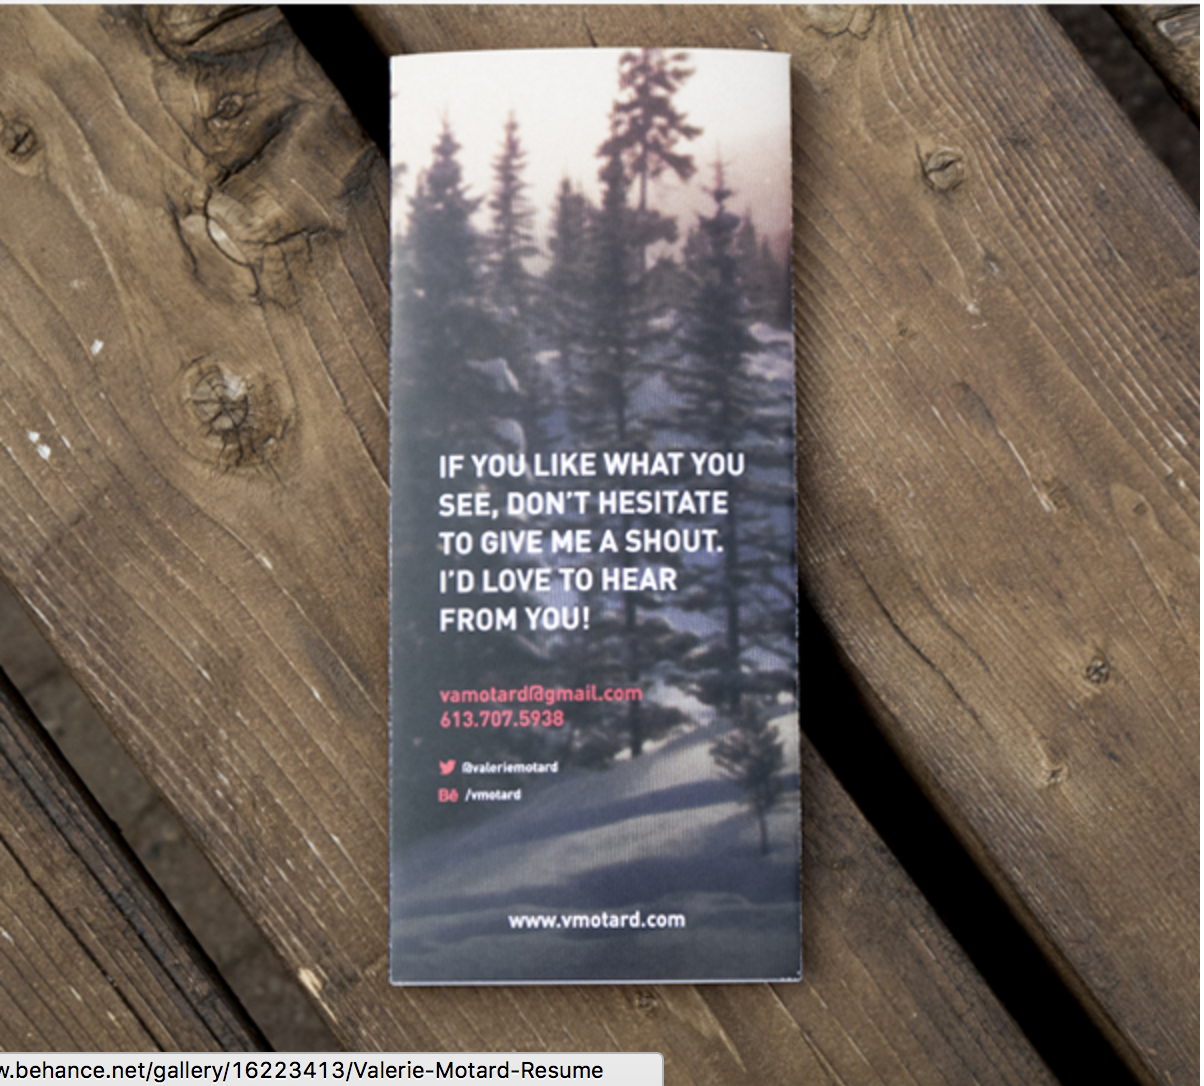 IF YOU LIKE WHAT YOU
SEE, DON'T HESITATE
TO GIVE ME A SHOUT.
I'D LOVE TO HEAR
FROM YOU!
vamotard@gmail.com
613.707.5938
@valeriemotard
Bē /vmotard
www.vmotard.com
w.behance.net/gallery/16223413/Valerie-Motard-Resume